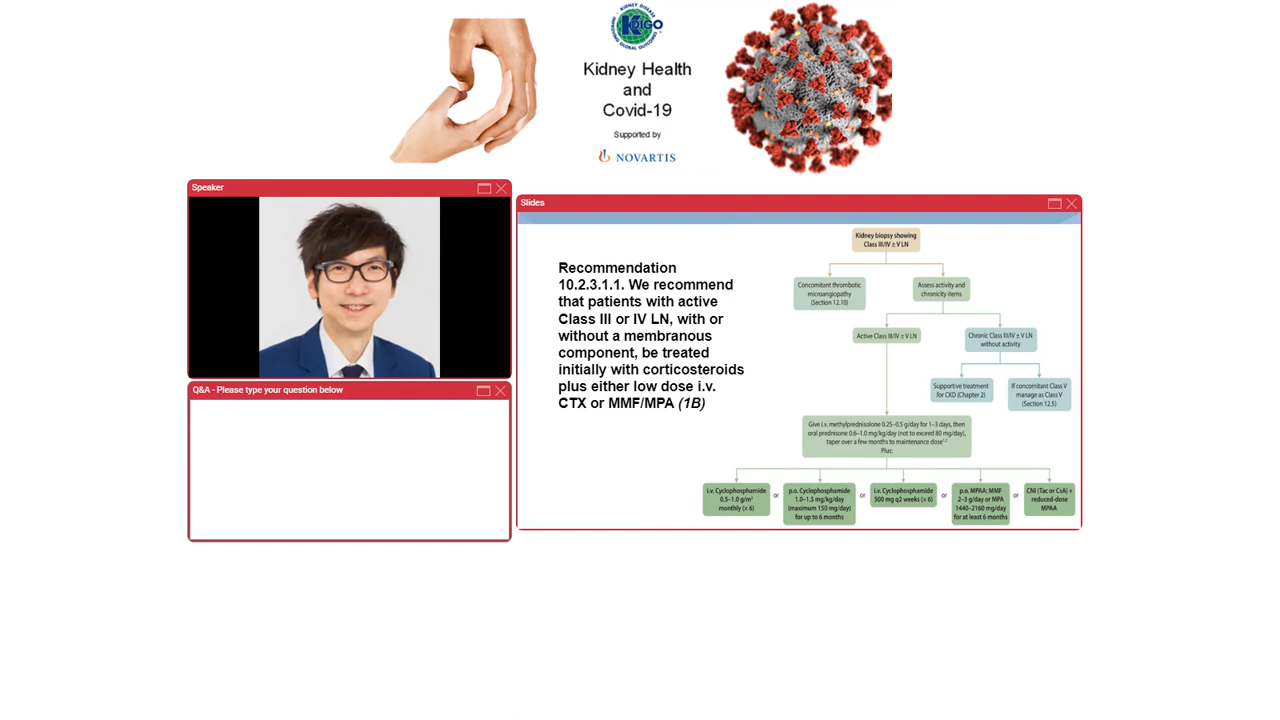 KIDNEY DISEASE
KDIGO
IMPROVING GLOBAL OUTCOMES
Kidney Health
and
Covid-19
Supported by
NOVARTIS
Speaker
Q&A - Please type your question below
Slides
Recommendation
10.2.3.1.1. We recommend
that patients with active
Class III or IV LN, with or
without a membranous
component, be treated
initially with corticosteroids
plus either low dose i.v.
CTX or MMF/MPA (1B)
Kidney biopsy showing
Class III/IV ± V LN
Concomitant thrombotic
microangiopathy
(Section 12.10)
Assess activity and
chronicity items
Active Class III/IV ± V LN
Chronic Class III/IV ± V LN
without activity
Supportive treatment
for CKD (Chapter 2)
If concomitant Class V
manage as Class V
(Section 12.5)
Give i.v. methylprednisolone 0.25–0.5 g/day for 1–3 days, then
oral prednisone 0.6–1.0 mg/kg/day (not to exceed 80 mg/day),
taper over a few months to maintenance dose
Plus:
i.v. Cyclophosphamide
0.5–1.0 g/m²
monthly (× 6)
or
p.o. Cyclophosphamide
1.0–1.5 mg/kg/day
(maximum 150 mg/day)
for up to 6 months
or
i.v. Cyclophosphamide
500 mg q2 weeks (× 6)
or
p.o. MPAA: MMF
2–3 g/day or MPA
1440–2160 mg/day
for at least 6 months
or
CNI (Tac or CsA) +
reduced-dose
MPAA